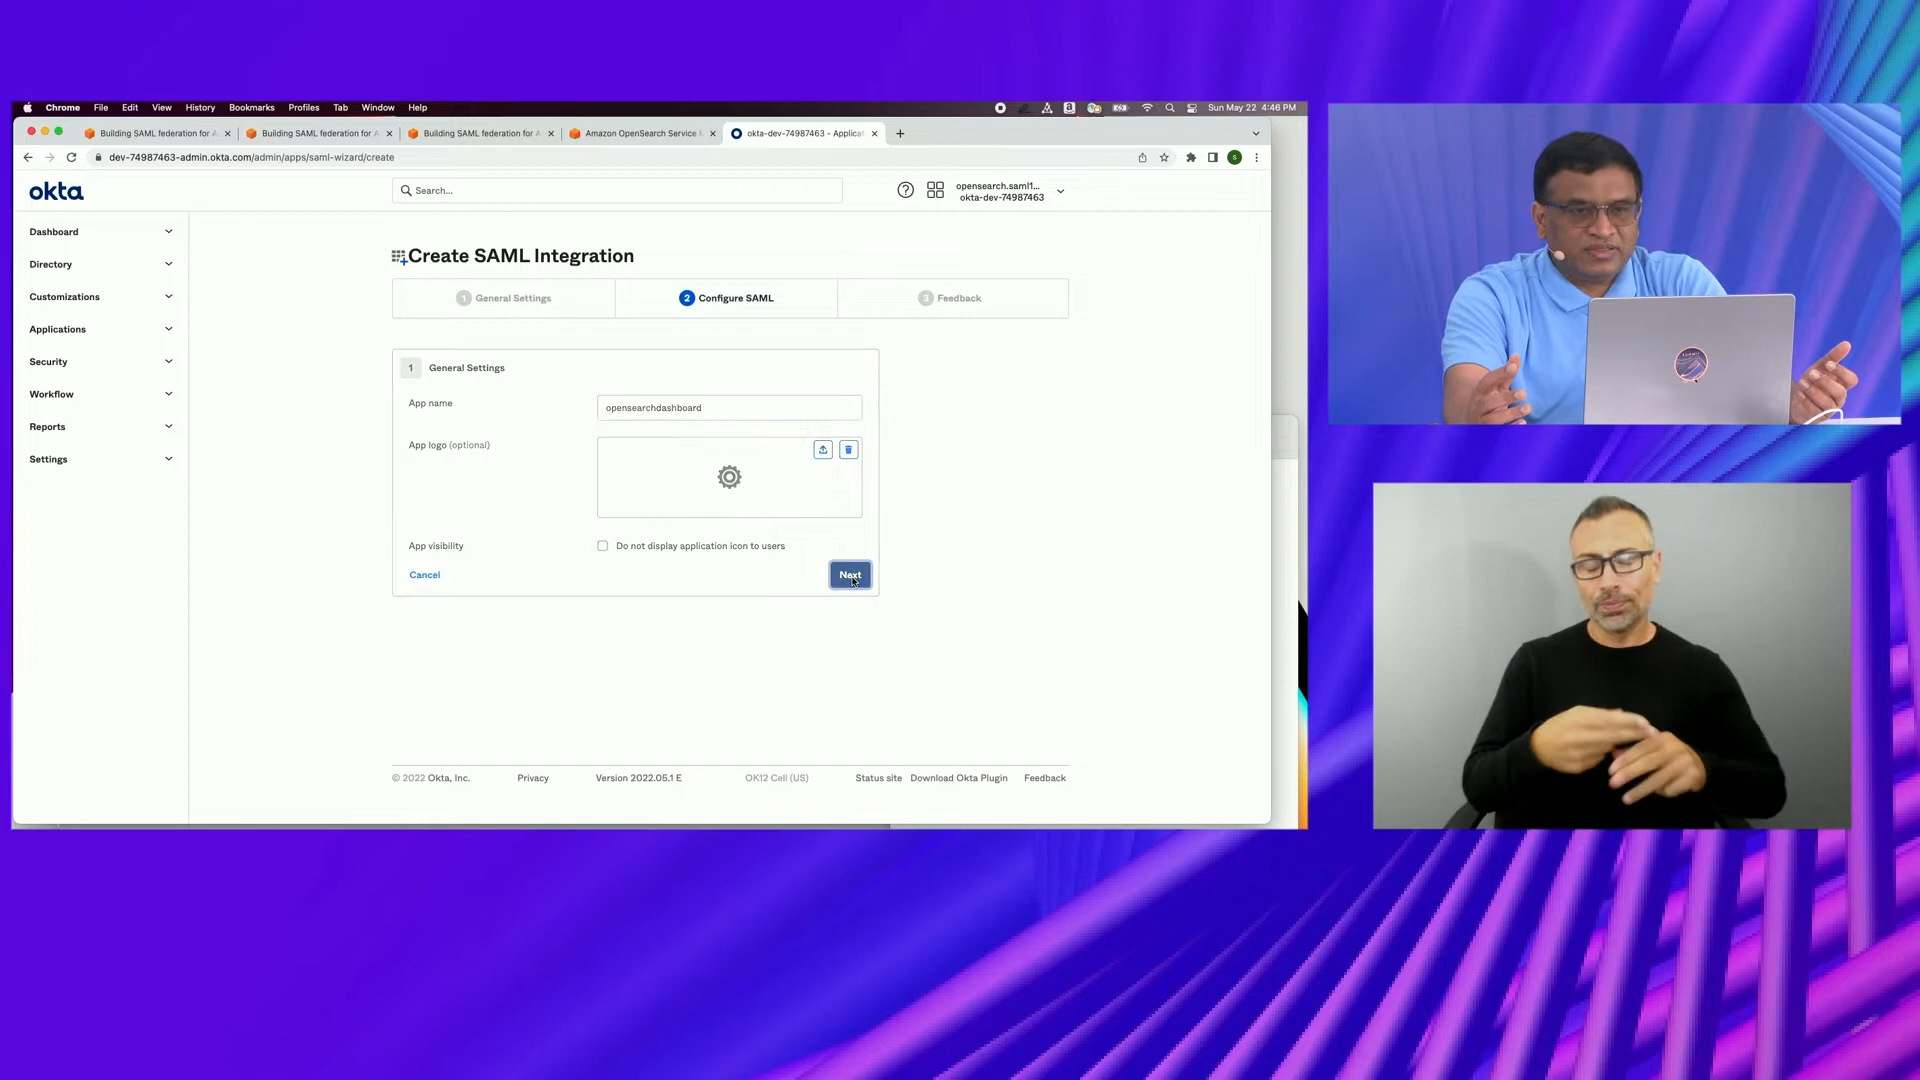 Chrome File Edit View History Bookmarks Profiles Tab Window Help Sun May 22 4:46 PM
Building SAML federation for A Building SAML federation for A Building SAML federation for A Amazon OpenSearch Service okta-dev-74987463 - Applicat
dev-74987463-admin.okta.com/admin/apps/saml-wizard/create
okta
Search...
opensearch.saml1...
okta-dev-74987463
Dashboard
Directory
Customizations
Applications
Security
Workflow
Reports
Settings
Create SAML Integration
1 General Settings 2 Configure SAML 3 Feedback
1 General Settings
App name opensearchdashboard
App logo (optional)
App visibility Do not display application icon to users
Cancel Next
© 2022 Okta, Inc. Privacy Version 2022.05.1 E OK12 Cell (US) Status site Download Okta Plugin Feedback